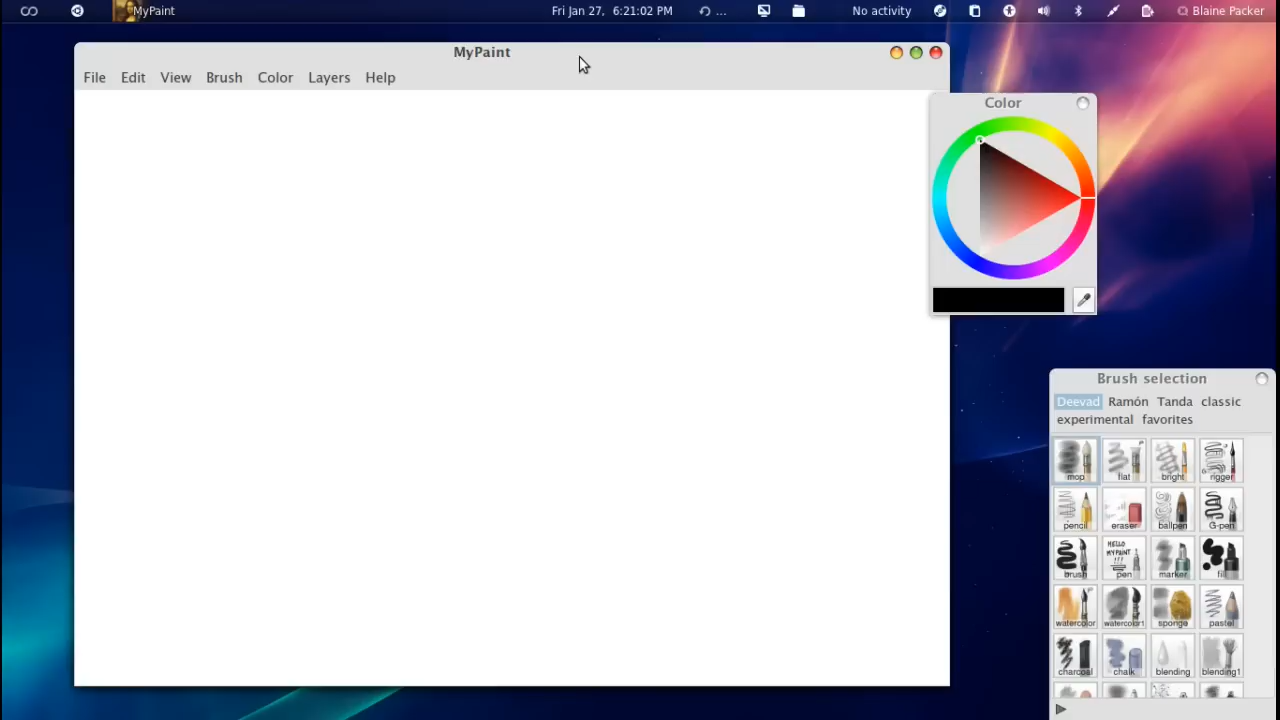 MyPaint Fri Jan 27, 6:21:02 PM ... No activity Blaine Packer
MyPaint
File Edit View Brush Color Layers Help
Color
Brush selection
Deevad Ramón Tanda classic
experimental favorites
mop flat bright rigger
pencil eraser ballpen G-pen
HELLO
MYPAINT
!!!
brush pen marker fill
watercolor watercolor1 sponge pastel
charcoal chalk blending blending1